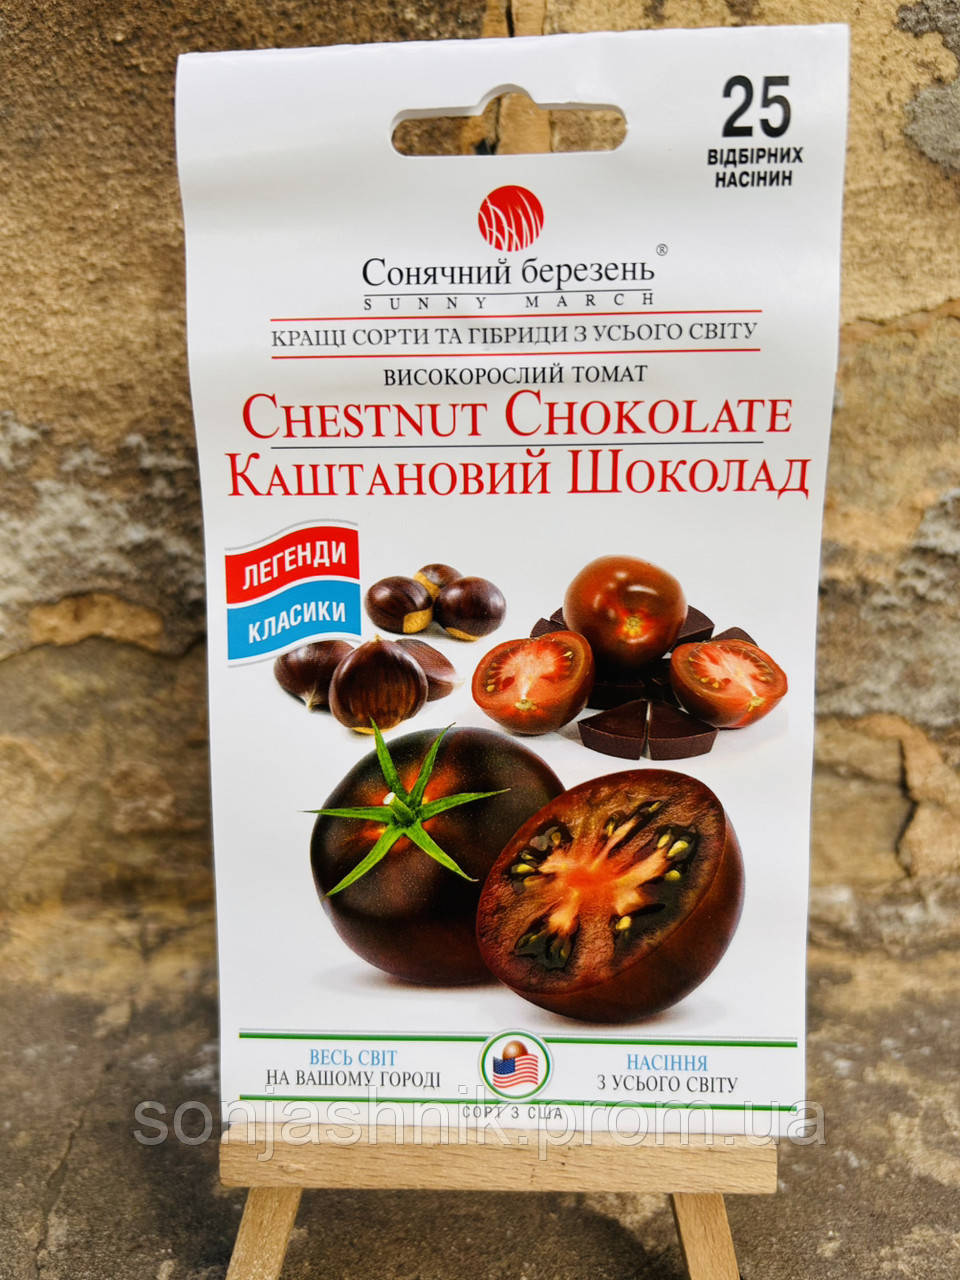 25
ВІДБІРНИХ
НАСІНИН
Сонячний березень®
SUNNY MARCH
КРАЩІ СОРТИ ТА ГІБРИДИ З УСЬОГО СВІТУ
ВИСОКОРОСЛИЙ ТОМАТ
CHESTNUT CHOKOLATE
КАШТАНОВИЙ ШОКОЛАД
ЛЕГЕНДИ
КЛАСИКИ
ВЕСЬ СВІТ
НА ВАШОМУ ГОРОДІ
НАСІННЯ
З УСЬОГО СВІТУ
СОРТ З США
sonjashnik.prom.ua